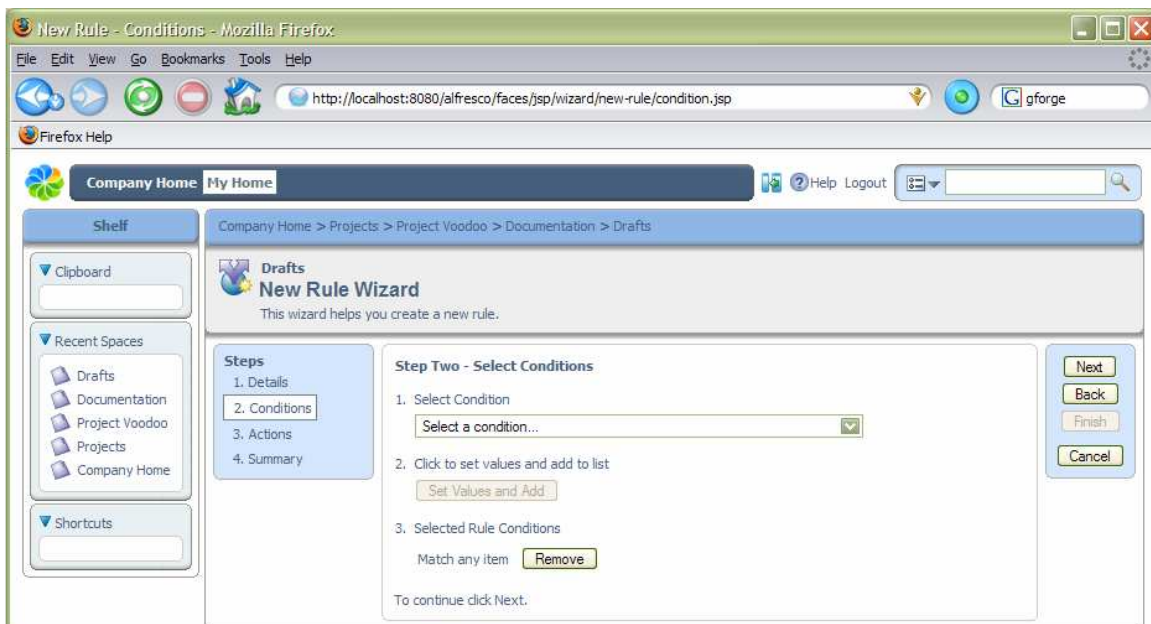 New Rule - Conditions - Mozilla Firefox
File Edit View Go Bookmarks Tools Help
http://localhost:8080/alfresco/faces/jsp/wizard/new-rule/condition.jsp
G gforge
Firefox Help
Company Home My Home
Help Logout
Shelf
Company Home > Projects > Project Voodoo > Documentation > Drafts
Clipboard
Recent Spaces
Drafts
Documentation
Project Voodoo
Projects
Company Home
Shortcuts
Drafts
New Rule Wizard
This wizard helps you create a new rule.
Steps
1. Details
2. Conditions
3. Actions
4. Summary
Step Two - Select Conditions
1. Select Condition
Select a condition...
2. Click to set values and add to list
Set Values and Add
3. Selected Rule Conditions
Match any item Remove
To continue click Next.
Next
Back
Finish
Cancel